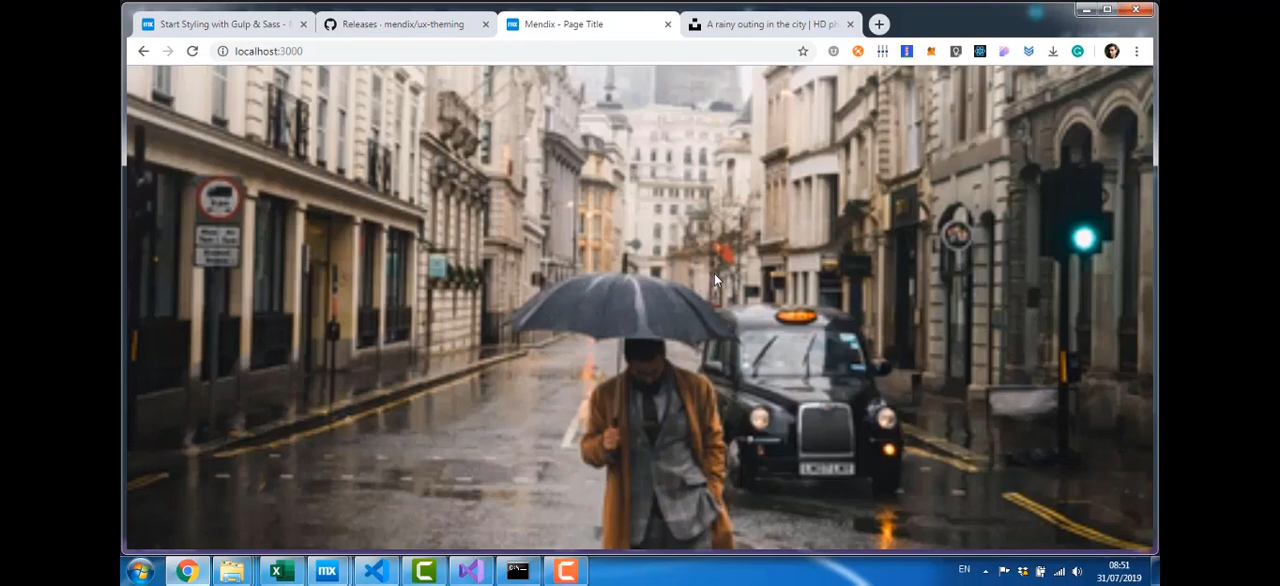 Start Styling with Gulp & Sass -
Releases · mendix/ux-theming
Mendix - Page Title
A rainy outing in the city | HD ph
localhost:3000
EN
08:51
31/07/2019